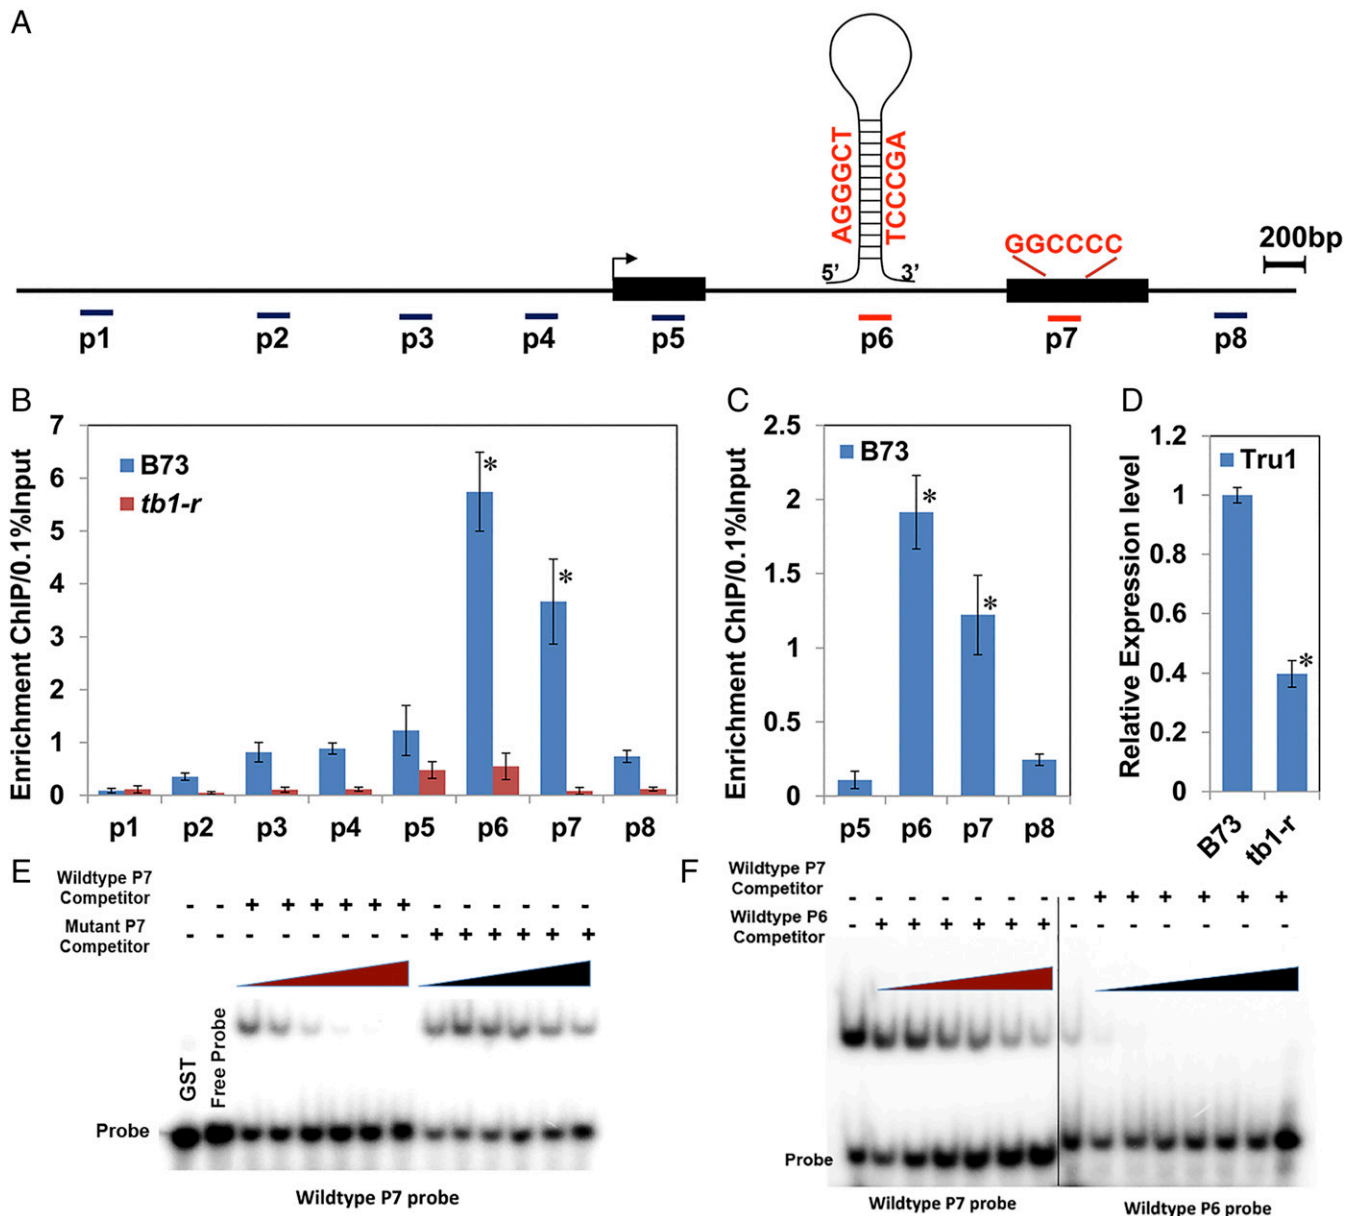 A
AGGGCT
TCCCGA
5’ 3’
GGCCCC
200bp
p1 p2 p3 p4 p5 p6 p7 p8
B
Enrichment ChIP/0.1%Input
7
6
5
4
3
2
1
0
B73
tb1-r
*
*
p1 p2 p3 p4 p5 p6 p7 p8
C
Enrichment ChIP/0.1%Input
2.5
2
1.5
1
0.5
0
B73
*
*
p5 p6 p7 p8
D
Relative Expression level
1.2
1
0.8
0.6
0.4
0.2
0
Tru1
*
B73 tb1-r
E
Wildtype P7
Competitor
- - + + + + + + - - - - - -
Mutant P7
Competitor
- - - - - - - - + + + + + +
GST
Free Probe
Probe
Wildtype P7 probe
F
Wildtype P7
Competitor
- - - - - - - - + + + + + +
Wildtype P6
Competitor
- + + + + + + - - - - - - -
Probe
Wildtype P7 probe
Wildtype P6 probe